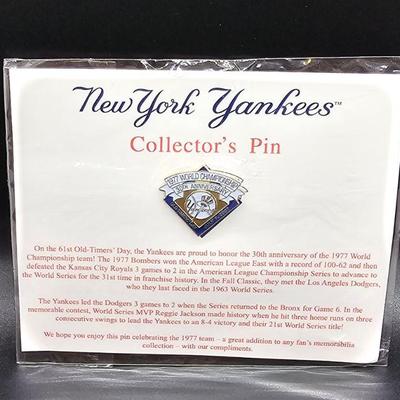 New York Yankees™
Collector's Pin
1977 WORLD CHAMPIONSHIP
30TH ANNIVERSARY
On the 61st Old-Timers' Day, the Yankees are proud to honor the 30th anniversary of the 1977 World
Championship team! The 1977 Bombers won the American League East with a record of 100-62 and then
defeated the Kansas City Royals 3 games to 2 in the American League Championship Series to advance to
the World Series for the 31st time in franchise history. In the Fall Classic, they met the Los Angeles Dodgers,
who they last faced in the 1963 World Series.
The Yankees led the Dodgers 3 games to 2 when the Series returned to the Bronx for Game 6. In the
memorable contest, World Series MVP Reggie Jackson made history when he hit three home runs on three
consecutive swings to lead the Yankees to an 8-4 victory and their 21st World Series title!
We hope you enjoy this pin celebrating the 1977 team – a great addition to any fan's memorabilia
collection – with our compliments.